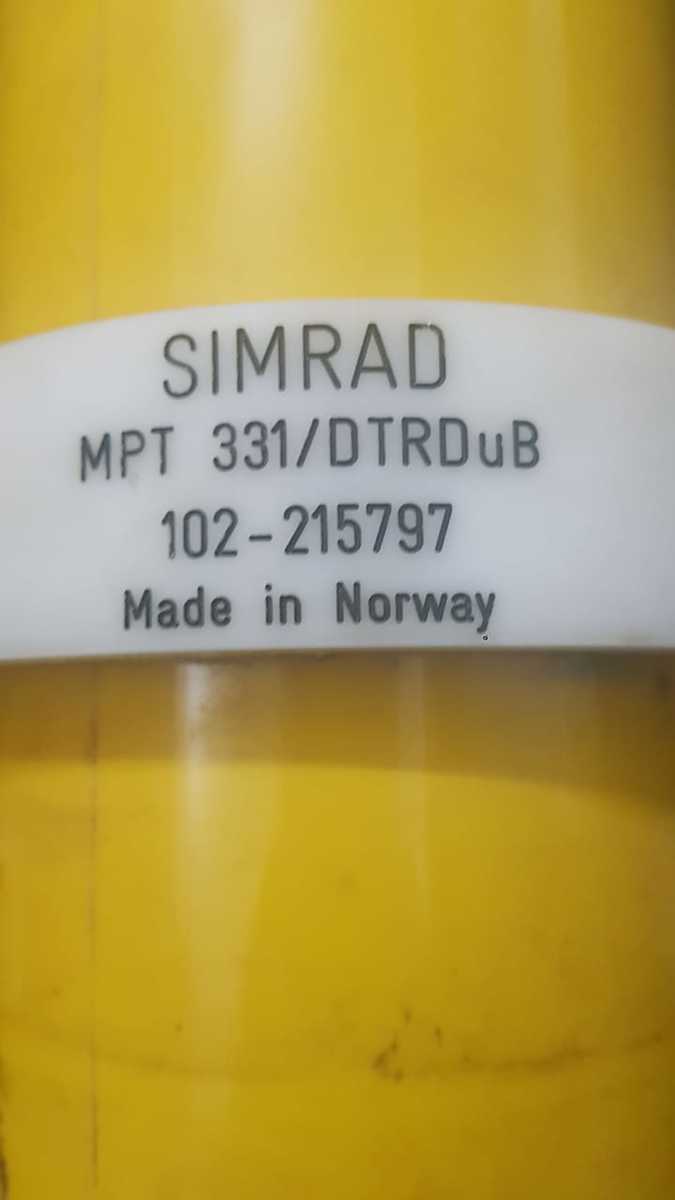 SIMRAD
MPT 331/DTRDuB
102-215797
Made in Norway